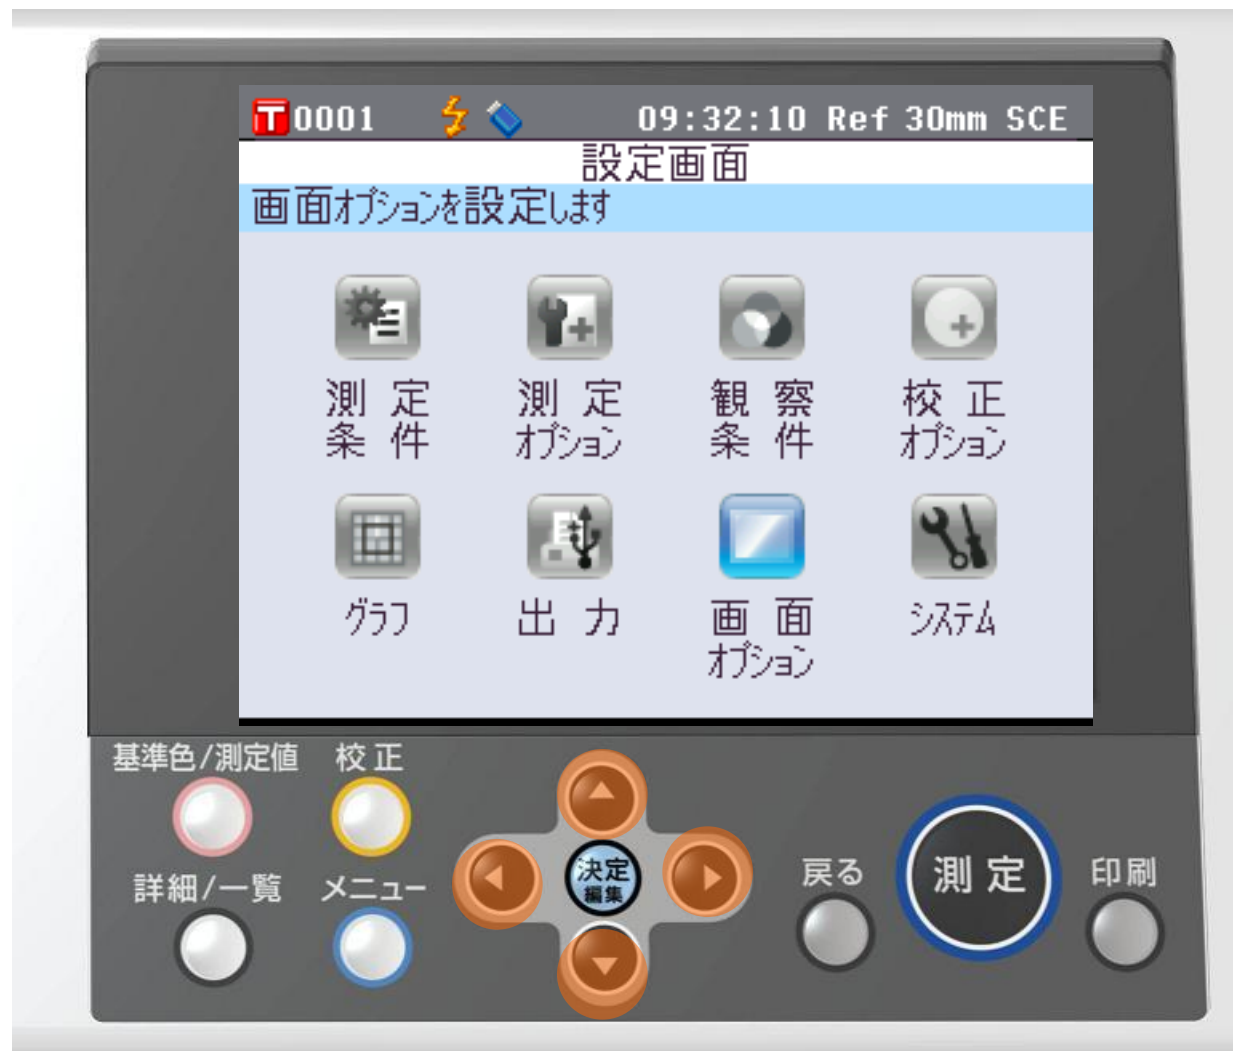 T 0001 09:32:10 Ref 30mm SCE
設定画面
画面オプションを設定します
測定
条件
測定
オプション
観察
条件
校正
オプション
グラフ
出力
画面
オプション
システム
基準色/測定値
校正
詳細/一覧
メニュー
決定
編集
戻る
測定
印刷